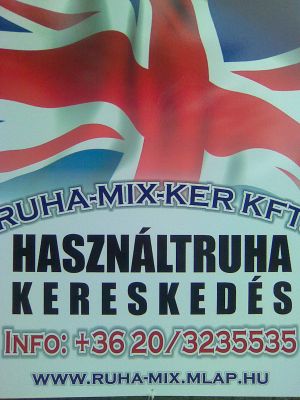 RUHA-MIX-KER KFT.
HASZNÁLTRUHA
KERESKEDÉS
INFO: +36 20/3235535
WWW.RUHA-MIX.MLAP.HU